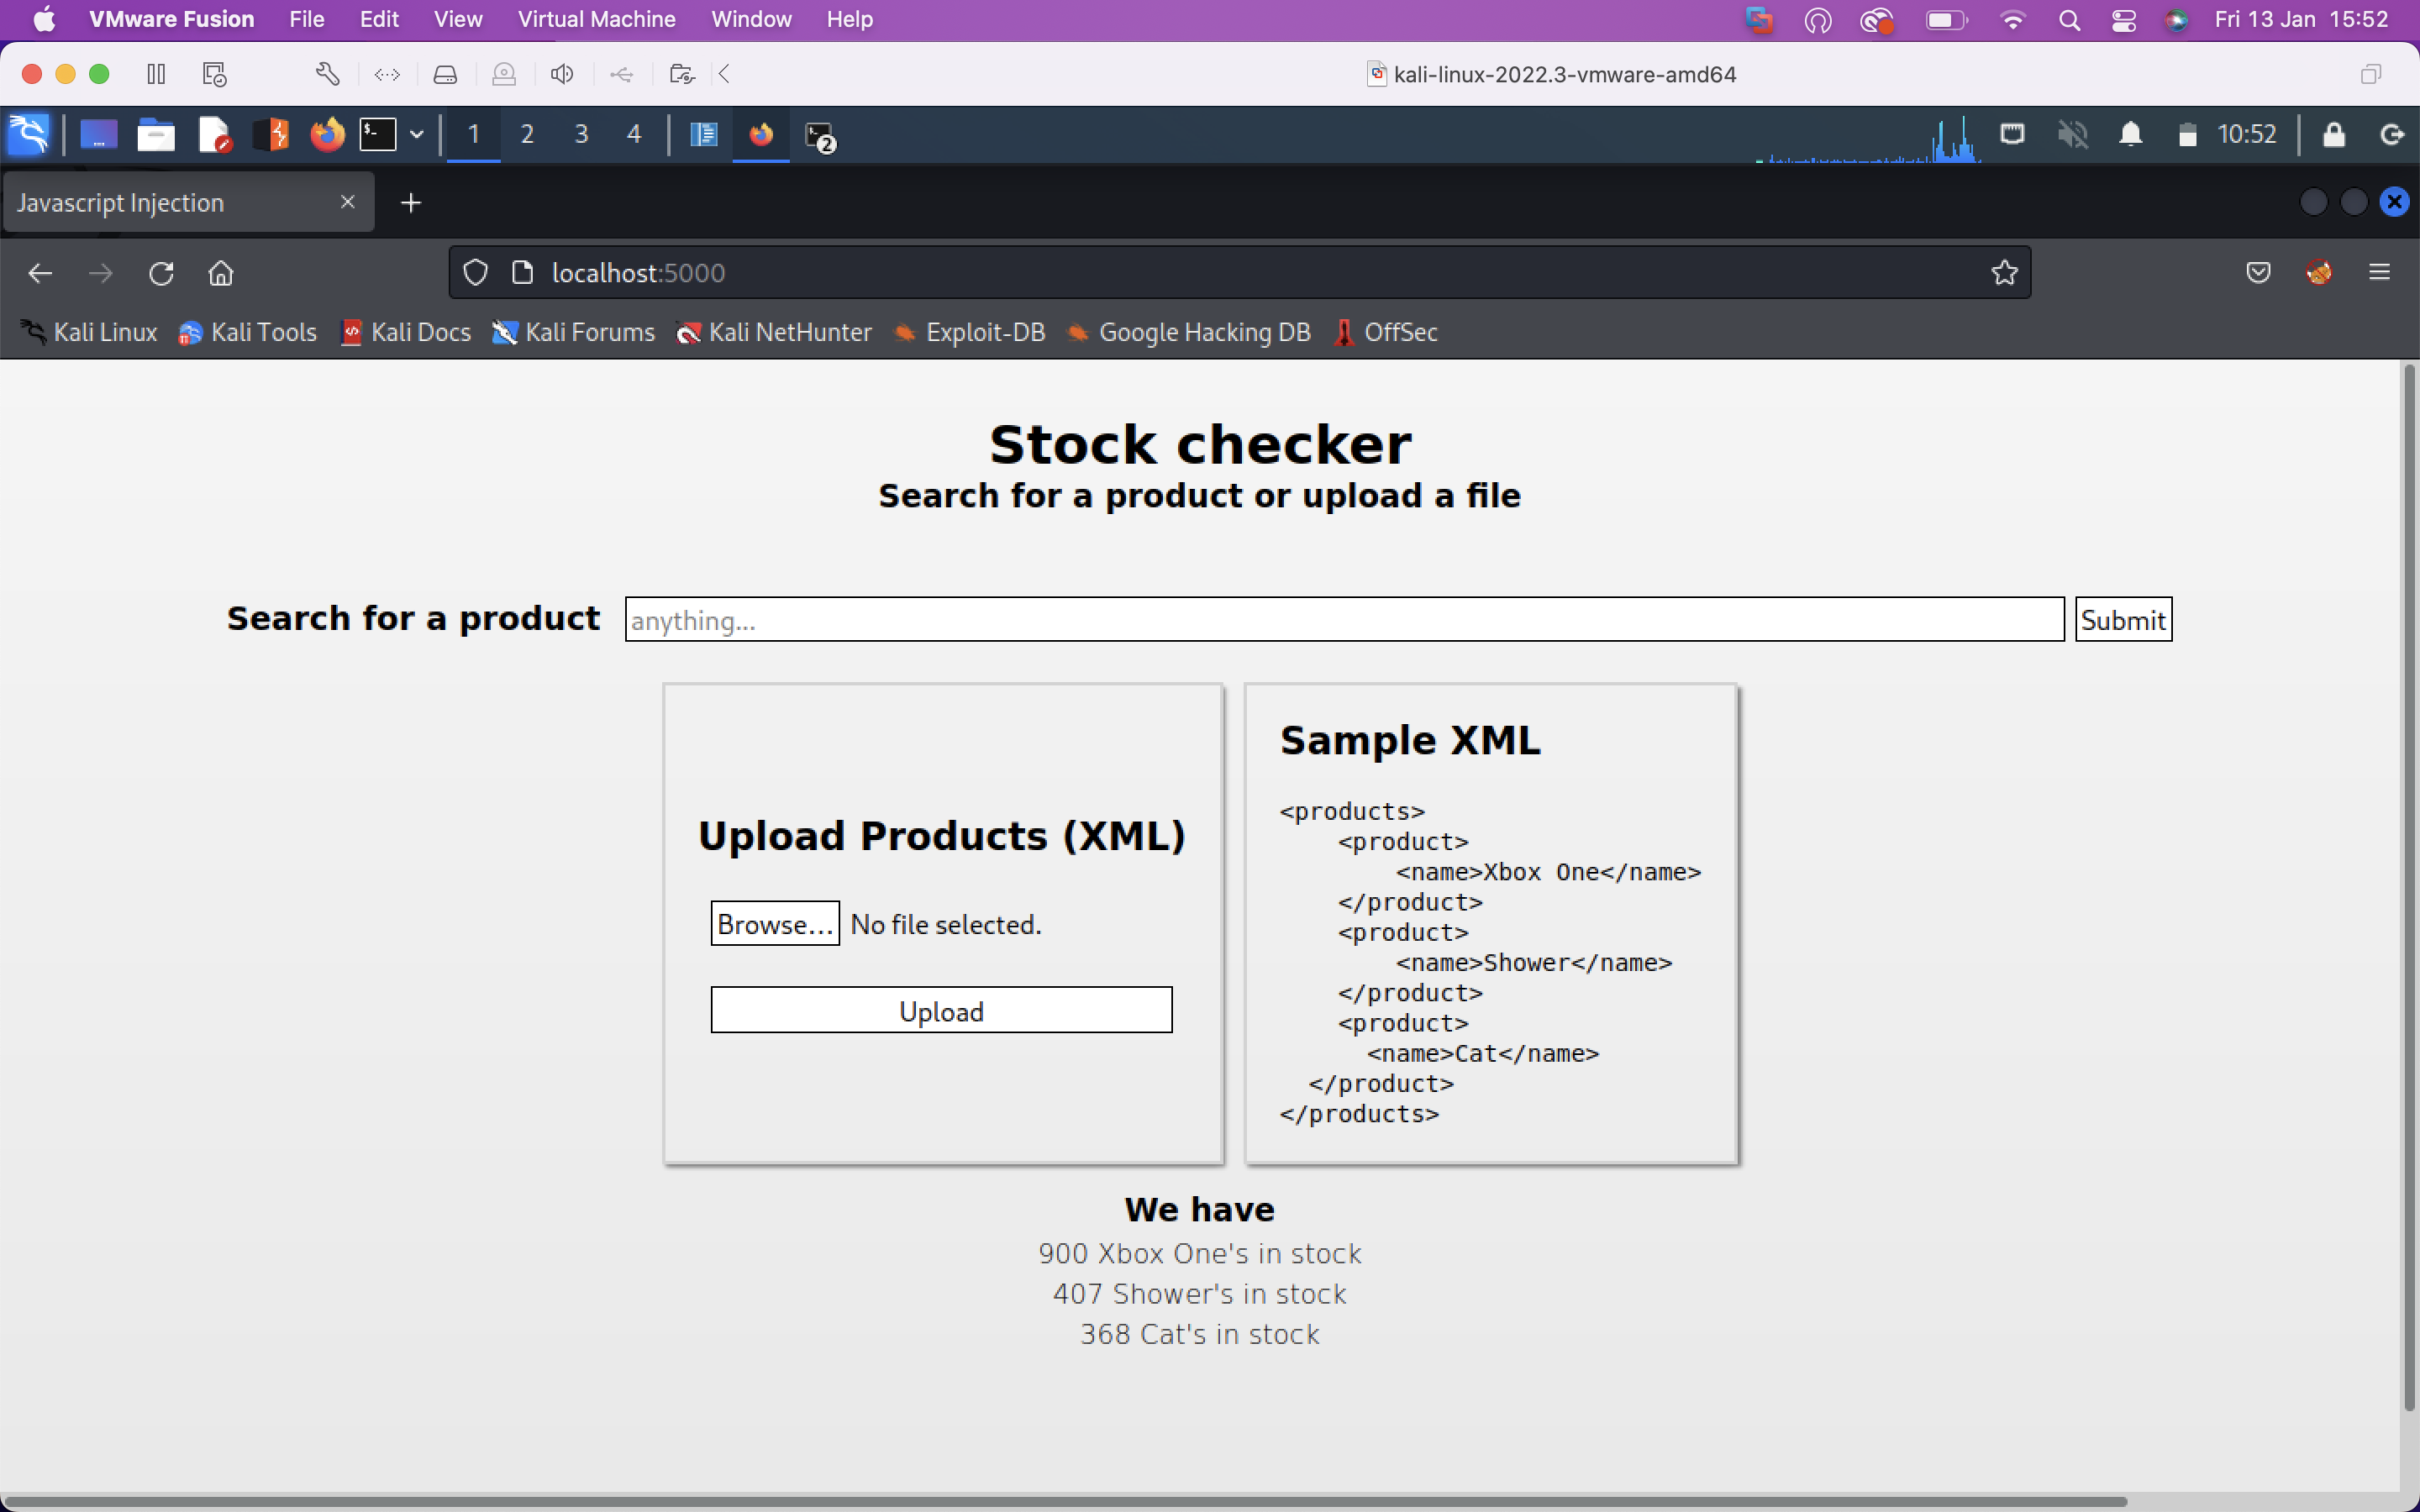 VMware Fusion File Edit View Virtual Machine Window Help Fri 13 Jan 15:52
kali-linux-2022.3-vmware-amd64
1 2 3 4 2 10:52
Javascript Injection
localhost:5000
Kali Linux Kali Tools Kali Docs Kali Forums Kali NetHunter Exploit-DB Google Hacking DB OffSec
Stock checker
Search for a product or upload a file
Search for a product anything... Submit
Upload Products (XML)
Browse... No file selected.
Upload
Sample XML
<products>
    <product>
        <name>Xbox One</name>
    </product>
    <product>
        <name>Shower</name>
    </product>
    <product>
      <name>Cat</name>
  </product>
</products>
We have
900 Xbox One's in stock
407 Shower's in stock
368 Cat's in stock